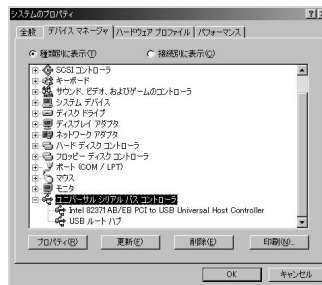 システムのプロパティ
全般 デバイス マネージャ ハードウェア プロファイル パフォーマンス
種類別に表示(T) 接続別に表示(C)
SCSI コントローラ
キーボード
サウンド、ビデオ、およびゲームのコントローラ
システム デバイス
ディスク ドライブ
ディスプレイ アダプタ
ネットワーク アダプタ
ハード ディスク コントローラ
フロッピー ディスク コントローラ
ポート (COM / LPT)
マウス
モニタ
ユニバーサル シリアル バス コントローラ
Intel 82371AB/EB PCI to USB Universal Host Controller
USB ルート ハブ
プロパティ(R) 更新(F) 削除(E) 印刷(N)...
OK キャンセル